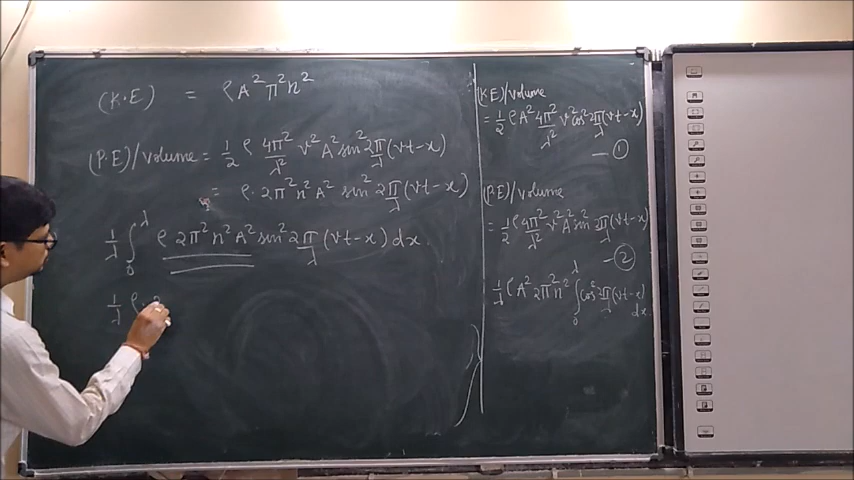 (K.E) = ρA²π²n²
(P.E)/volume = 1/2 ρ 4π²/λ² v²A² sin² 2π/λ (vt-x)
= ρ. 2π²n²A² sin² 2π/λ (vt-x)
1/λ ∫₀^λ ρ 2π²n²A² sin² 2π/λ (vt-x) dx.
1/λ ρ.
(K.E)/volume
= 1/2 ρA² 4π²/λ² v² cos² 2π/λ (vt-x)
— ①
(P.E)/volume
= 1/2 ρ 4π²/λ² v²A² sin² 2π/λ (vt-x)
— ②
1/λ ρA² 2π²n² ∫₀^λ cos² 2π/λ (vt-x) dx